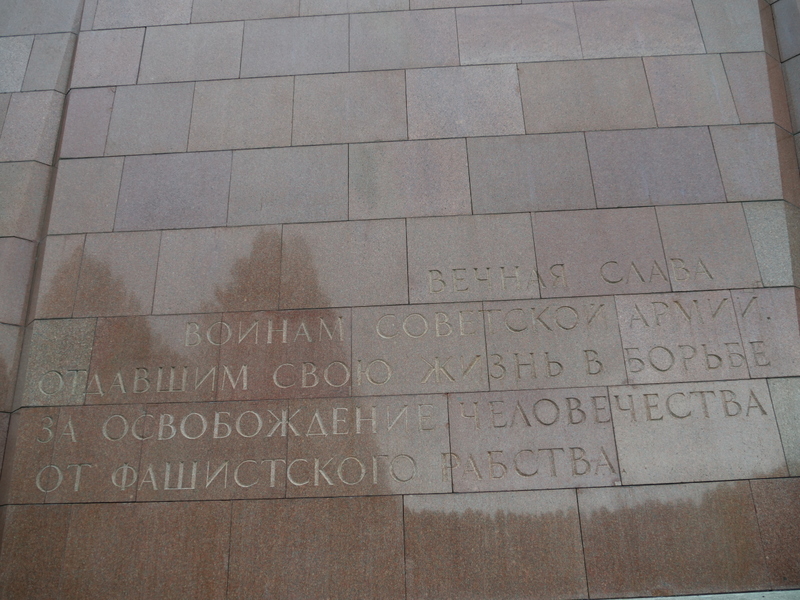 ВЕЧНАЯ СЛАВА
ВОИНАМ СОВЕТСКОЙ АРМИИ.
ОТДАВШИМ СВОЮ ЖИЗНЬ В БОРЬБЕ
ЗА ОСВОБОЖДЕНИЕ ЧЕЛОВЕЧЕСТВА
ОТ ФАШИСТСКОГО РАБСТВА.